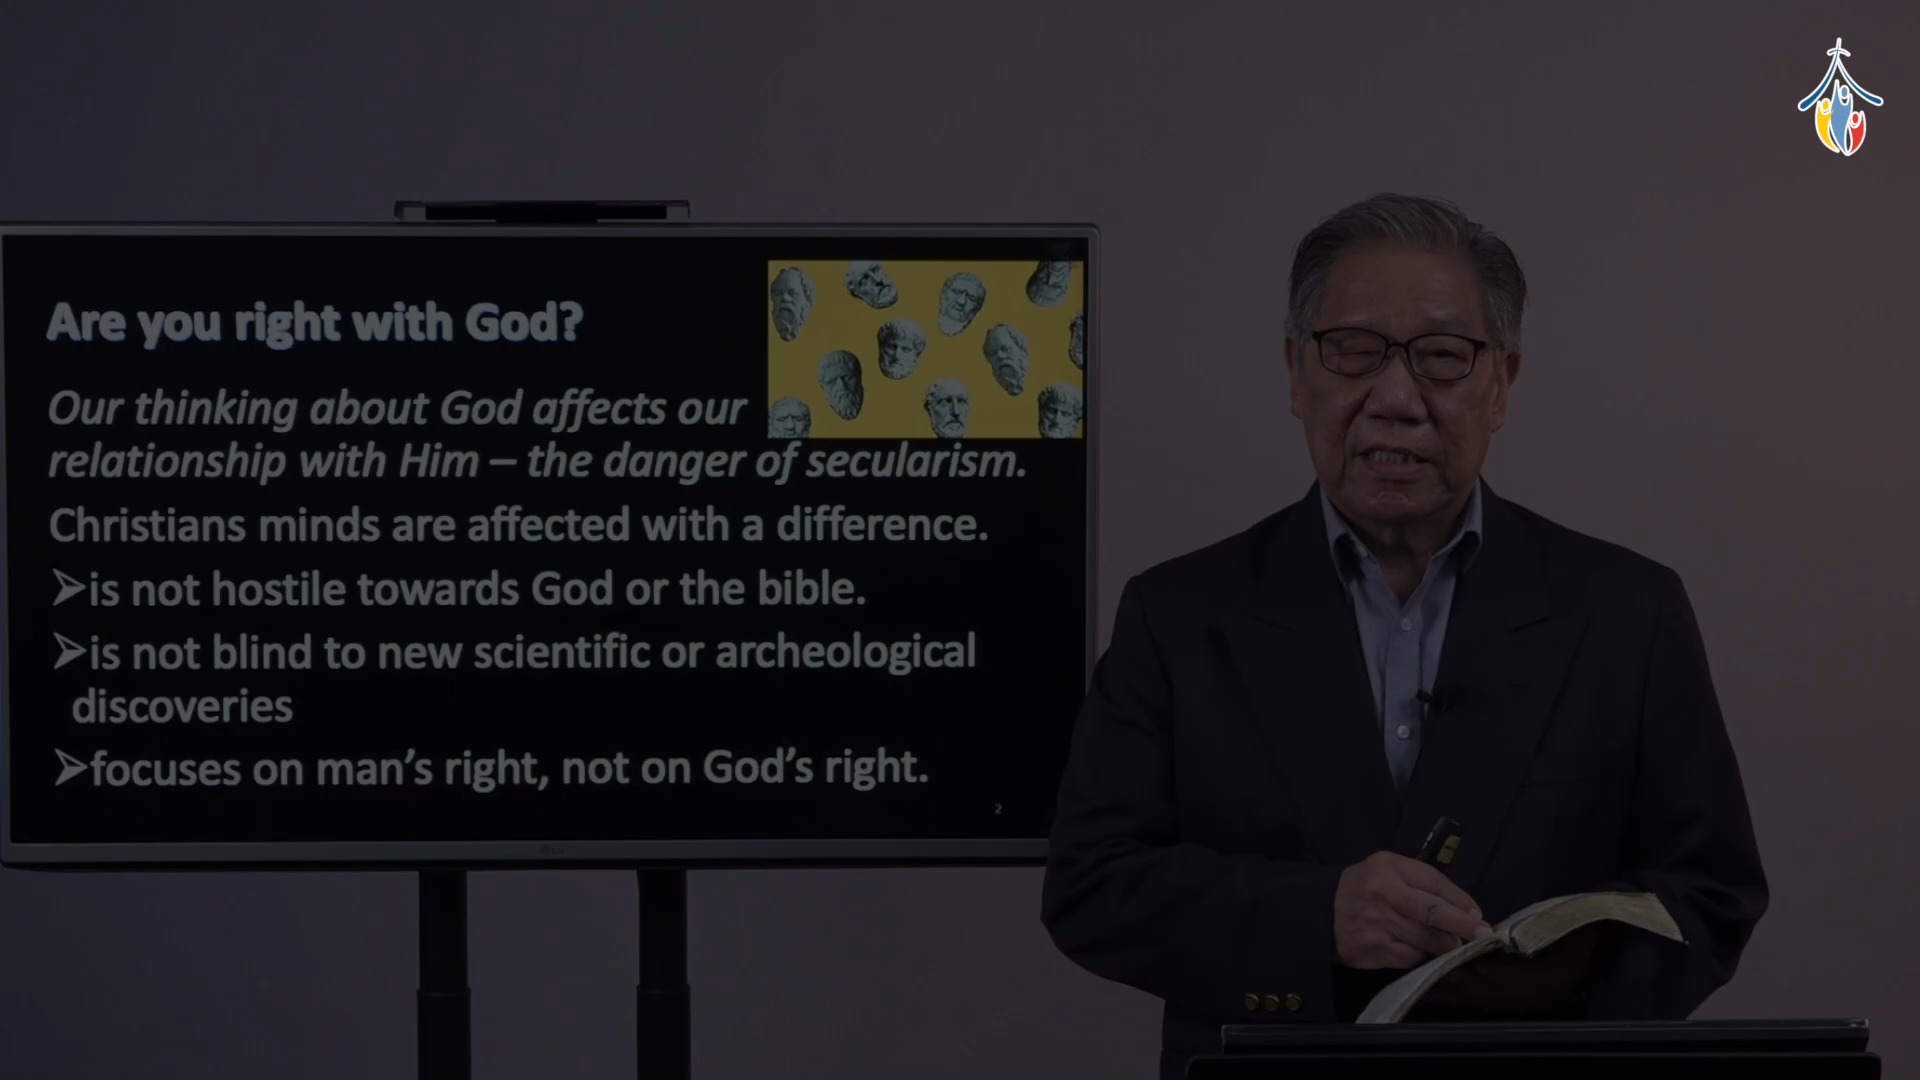 Are you right with God?
Our thinking about God affects our
relationship with Him – the danger of secularism.
Christians minds are affected with a difference.
➢is not hostile towards God or the bible.
➢is not blind to new scientific or archeological
discoveries
➢focuses on man’s right, not on God’s right.
2